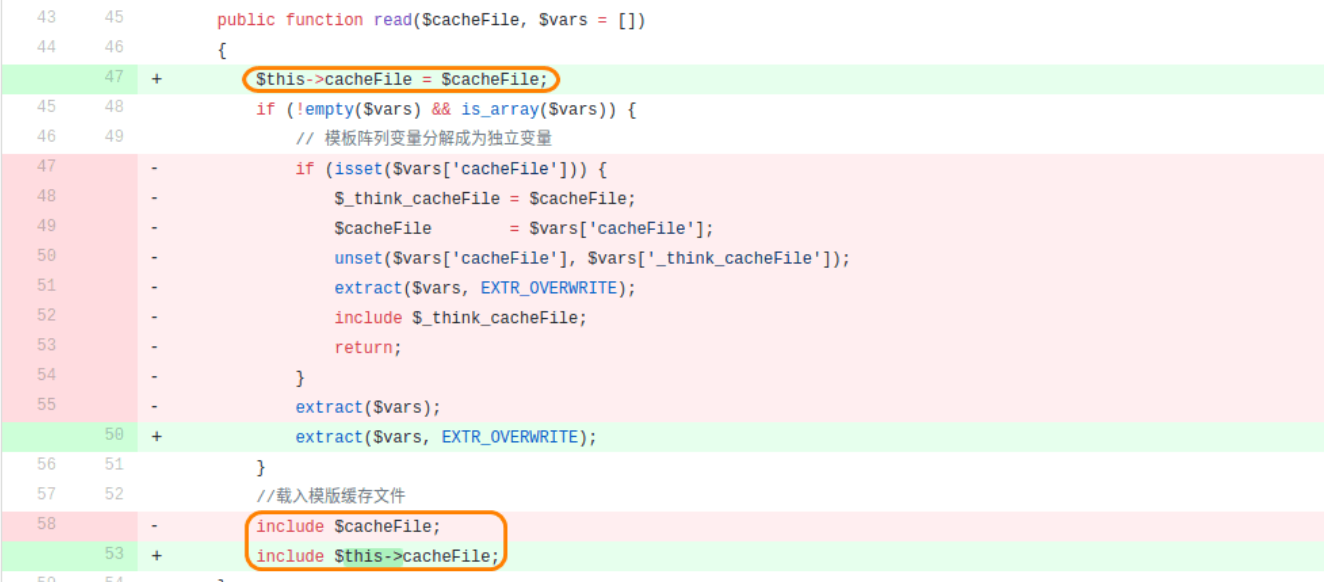 43 45 public function read($cacheFile, $vars = [])
44 46 {
47 + $this->cacheFile = $cacheFile;
45 48 if (!empty($vars) && is_array($vars)) {
46 49 // 模板阵列变量分解成为独立变量
47 - if (isset($vars['cacheFile'])) {
48 - $_think_cacheFile = $cacheFile;
49 - $cacheFile = $vars['cacheFile'];
50 - unset($vars['cacheFile'], $vars['_think_cacheFile']);
51 - extract($vars, EXTR_OVERWRITE);
52 - include $_think_cacheFile;
53 - return;
54 - }
55 - extract($vars);
50 + extract($vars, EXTR_OVERWRITE);
56 51 }
57 52 //载入模版缓存文件
58 - include $cacheFile;
53 + include $this->cacheFile;